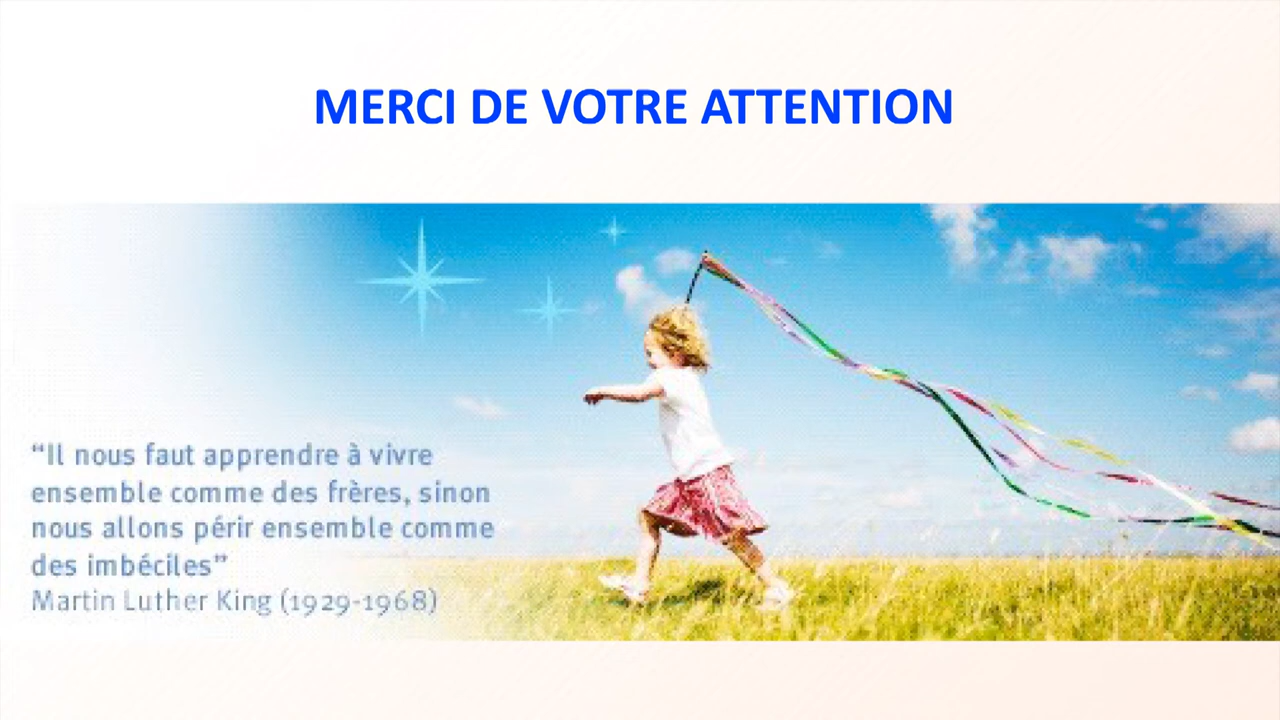 MERCI DE VOTRE ATTENTION
“Il nous faut apprendre à vivre
ensemble comme des frères, sinon
nous allons périr ensemble comme
des imbéciles”
Martin Luther King (1929-1968)